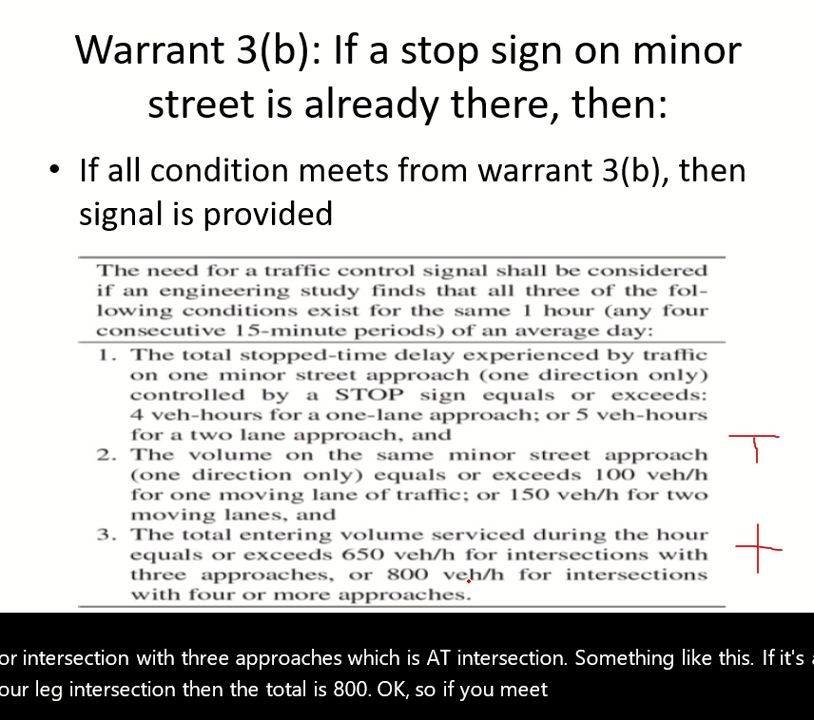 Warrant 3(b): If a stop sign on minor
street is already there, then:
• If all condition meets from warrant 3(b), then
signal is provided
The need for a traffic control signal shall be considered
if an engineering study finds that all three of the fol-
lowing conditions exist for the same 1 hour (any four
consecutive 15-minute periods) of an average day:
1. The total stopped-time delay experienced by traffic
on one minor street approach (one direction only)
controlled by a STOP sign equals or exceeds:
4 veh-hours for a one-lane approach; or 5 veh-hours
for a two lane approach, and
2. The volume on the same minor street approach
(one direction only) equals or exceeds 100 veh/h
for one moving lane of traffic; or 150 veh/h for two
moving lanes, and
3. The total entering volume serviced during the hour
equals or exceeds 650 veh/h for intersections with
three approaches, or 800 veh/h for intersections
with four or more approaches.
or intersection with three approaches which is AT intersection. Something like this. If it's a
our leg intersection then the total is 800. OK, so if you meet